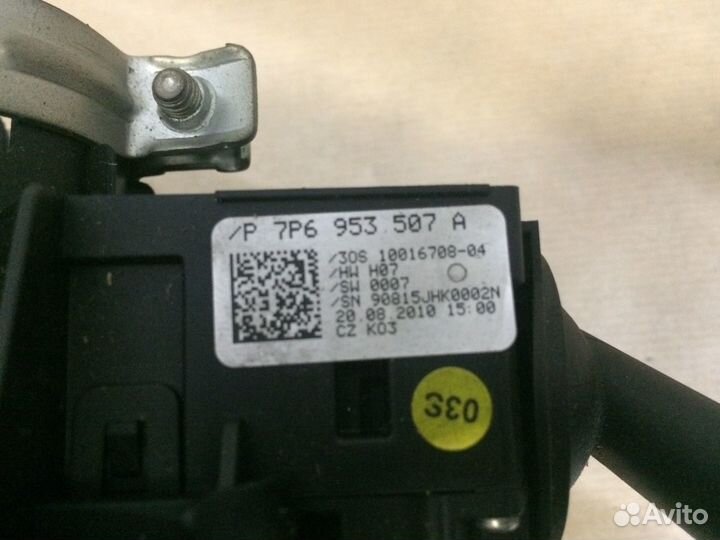 /P 7P6 953 507 A
/3OS 10016708-04
/HW H07
/SW 0007
/SN 90815JHK0002N
20.08.2010 15:00
CZ K03
03S
Avito